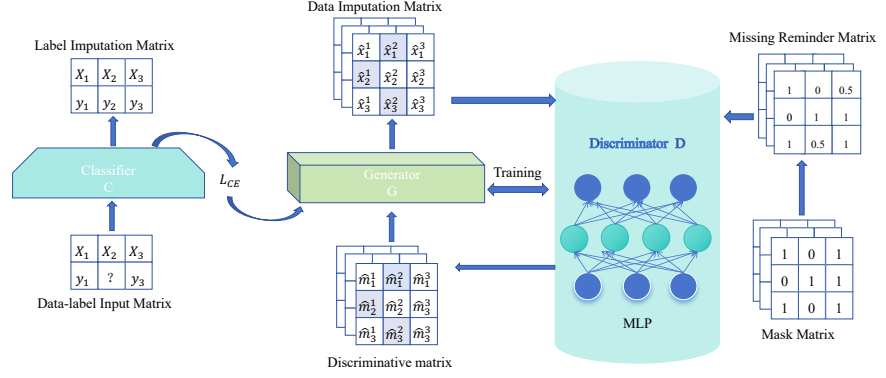 Label Imputation Matrix
X₁ X₂ X₃
y₁ y₂ y₃
Classifier
C
X₁ X₂ X₃
y₁ ? y₃
Data-label Input Matrix
L_CE
Data Imputation Matrix
x̂₁¹ x̂₁² x̂₁³
x̂₂¹ x̂₂² x̂₂³
x̂₃¹ x̂₃² x̂₃³
Generator
G
Training
m̂₁¹ m̂₁² m̂₁³
m̂₂¹ m̂₂² m̂₂³
m̂₃¹ m̂₃² m̂₃³
Discriminative matrix
Discriminator D
MLP
Missing Reminder Matrix
1 0 0.5
0 1 1
1 0.5 1
1 0 1
1 0 1
1 0 1
Mask Matrix